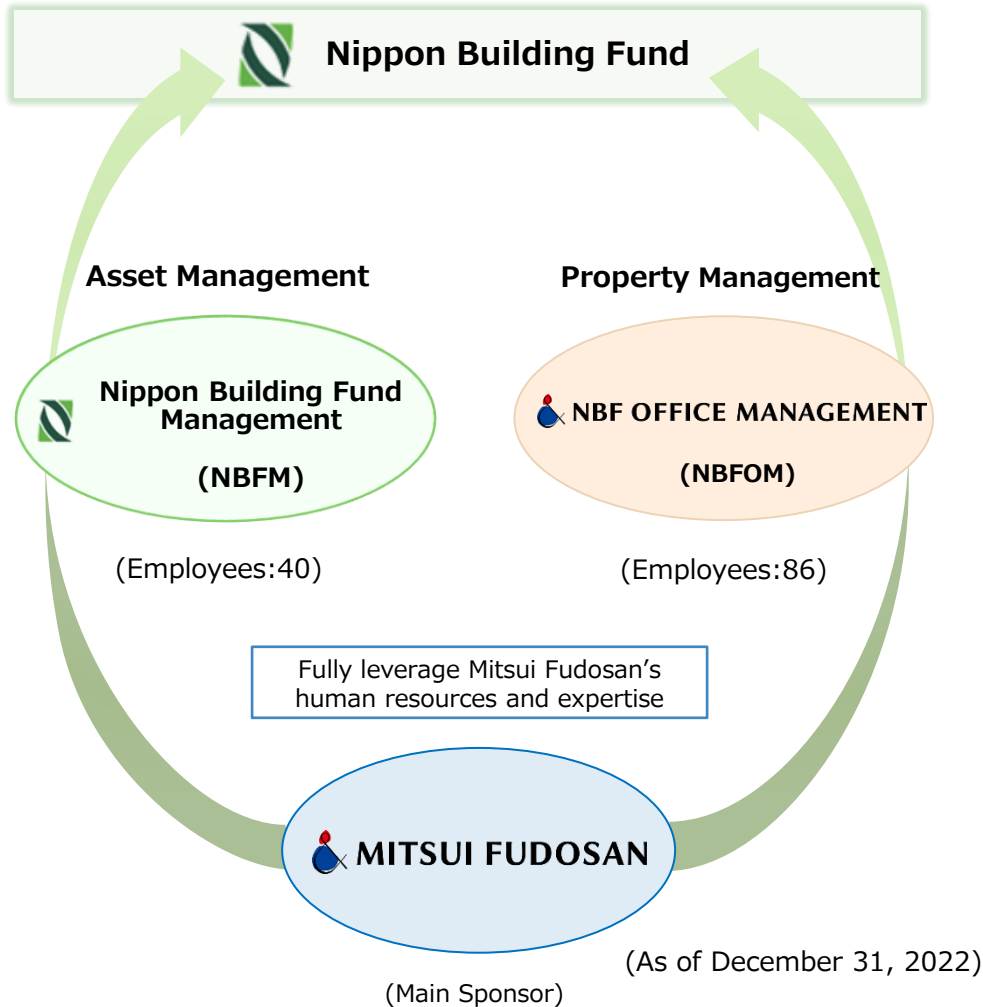 Nippon Building Fund
Asset Management
Property Management
Nippon Building Fund
Management
(NBFM)
NBF OFFICE MANAGEMENT
(NBFOM)
(Employees:40)
(Employees:86)
Fully leverage Mitsui Fudosan’s
human resources and expertise
MITSUI FUDOSAN
(As of December 31, 2022)
(Main Sponsor)